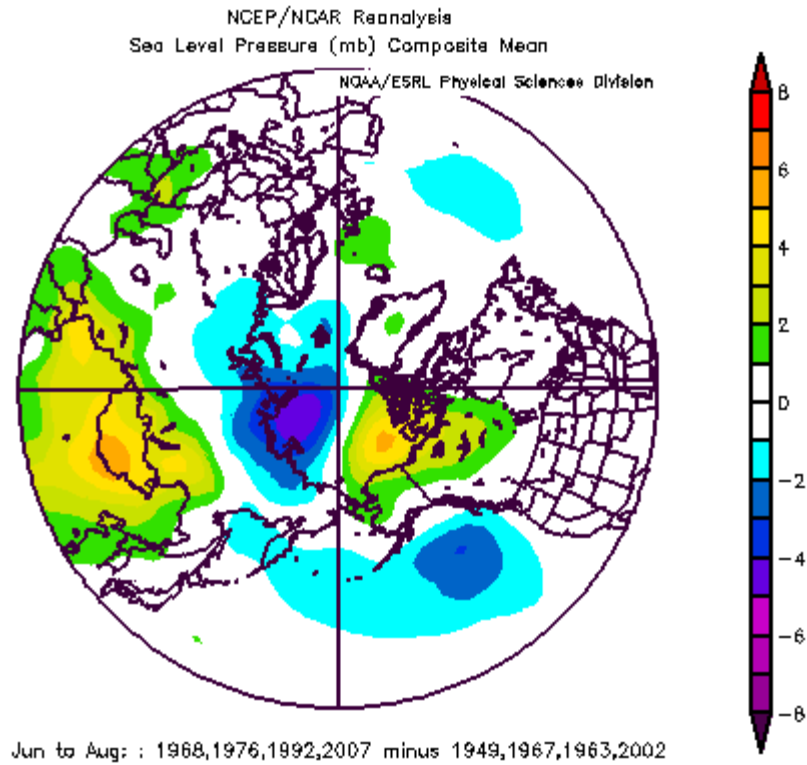 NCEP/NCAR Reanalysis
Sea Level Pressure (mb) Composite Mean
NOAA/ESRL Physical Sciences Division
8
6
4
2
0
-2
-4
-6
-8
Jun to Aug: : 1968,1976,1992,2007 minus 1949,1967,1963,2002